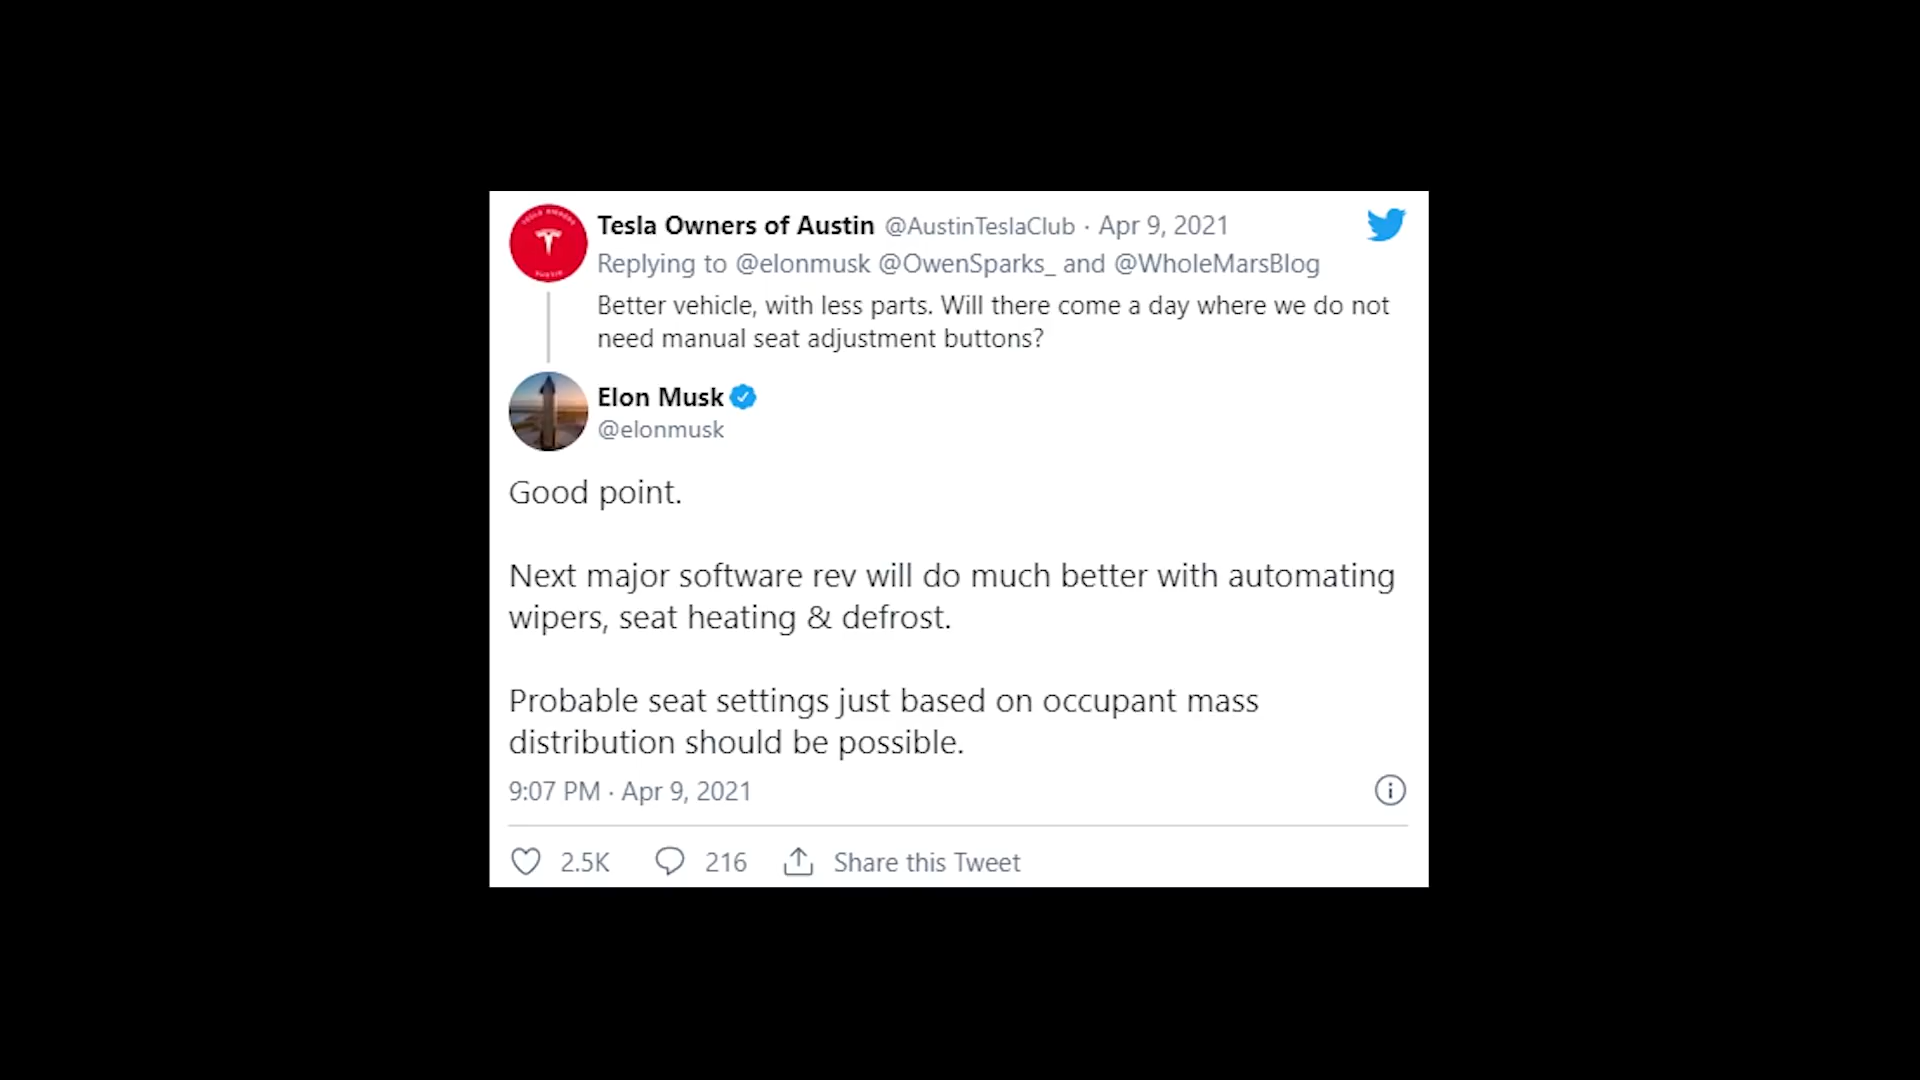 Tesla Owners of Austin @AustinTeslaClub · Apr 9, 2021
Replying to @elonmusk @OwenSparks_ and @WholeMarsBlog
Better vehicle, with less parts. Will there come a day where we do not
need manual seat adjustment buttons?
Elon Musk
@elonmusk
Good point.
Next major software rev will do much better with automating
wipers, seat heating & defrost.
Probable seat settings just based on occupant mass
distribution should be possible.
9:07 PM · Apr 9, 2021
2.5K 216 Share this Tweet